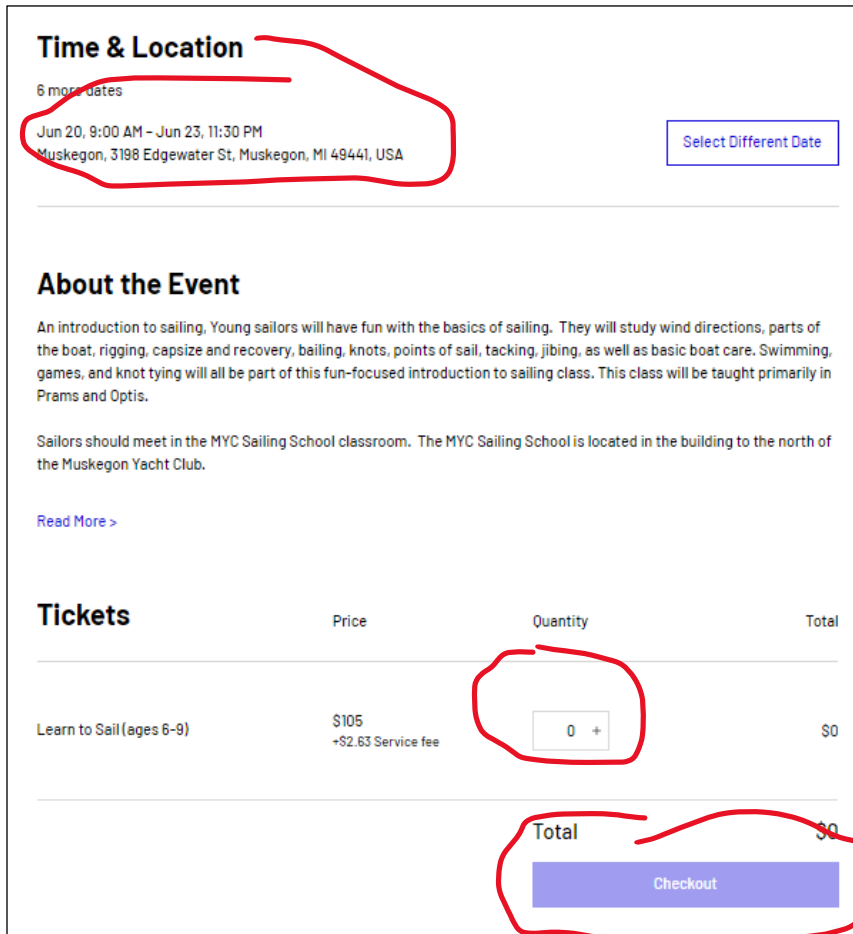 Time & Location
6 more dates
Jun 20, 9:00 AM – Jun 23, 11:30 PM
Muskegon, 3198 Edgewater St, Muskegon, MI 49441, USA
Select Different Date
About the Event
An introduction to sailing, Young sailors will have fun with the basics of sailing. They will study wind directions, parts of
the boat, rigging, capsize and recovery, bailing, knots, points of sail, tacking, jibing, as well as basic boat care. Swimming,
games, and knot tying will all be part of this fun-focused introduction to sailing class. This class will be taught primarily in
Prams and Optis.
Sailors should meet in the MYC Sailing School classroom. The MYC Sailing School is located in the building to the north of
the Muskegon Yacht Club.
Read More >
Tickets Price Quantity Total
Learn to Sail (ages 6-9) $105 0 + $0
+$2.63 Service fee
Total $0
Checkout